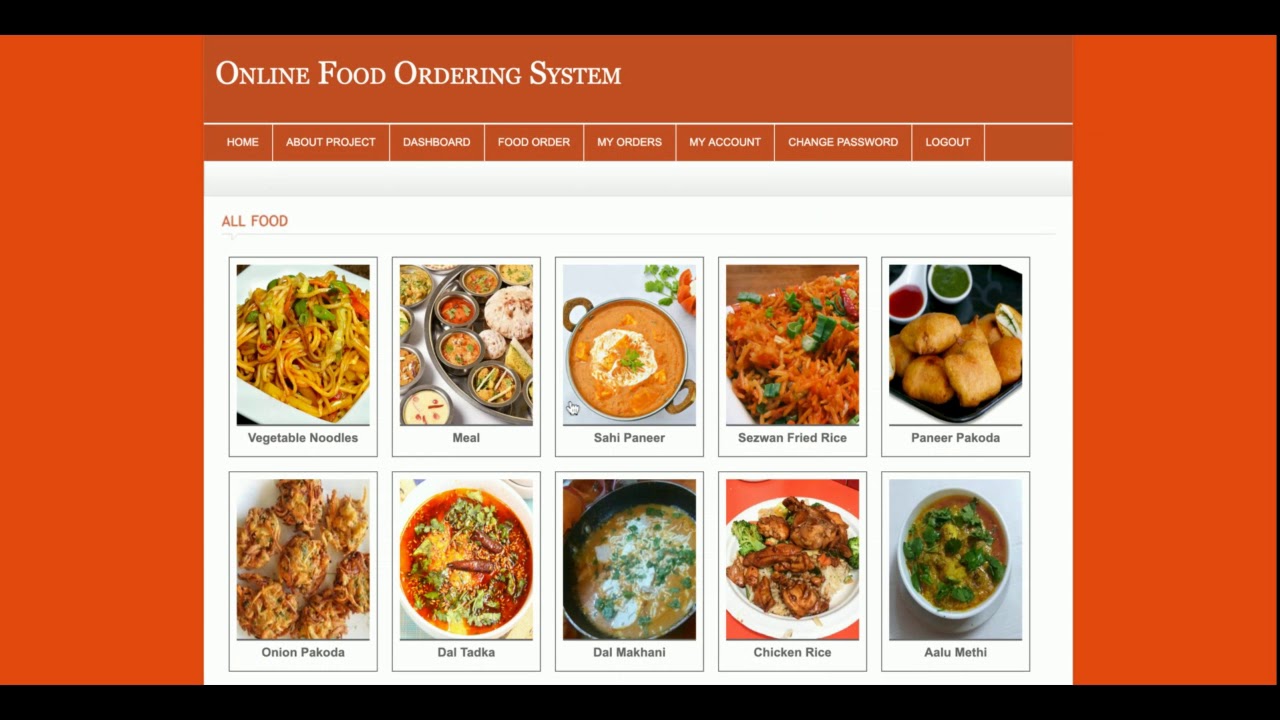 Online Food Ordering System
HOME ABOUT PROJECT DASHBOARD FOOD ORDER MY ORDERS MY ACCOUNT CHANGE PASSWORD LOGOUT
ALL FOOD
Vegetable Noodles Meal Sahi Paneer Sezwan Fried Rice Paneer Pakoda
Onion Pakoda Dal Tadka Dal Makhani Chicken Rice Aalu Methi